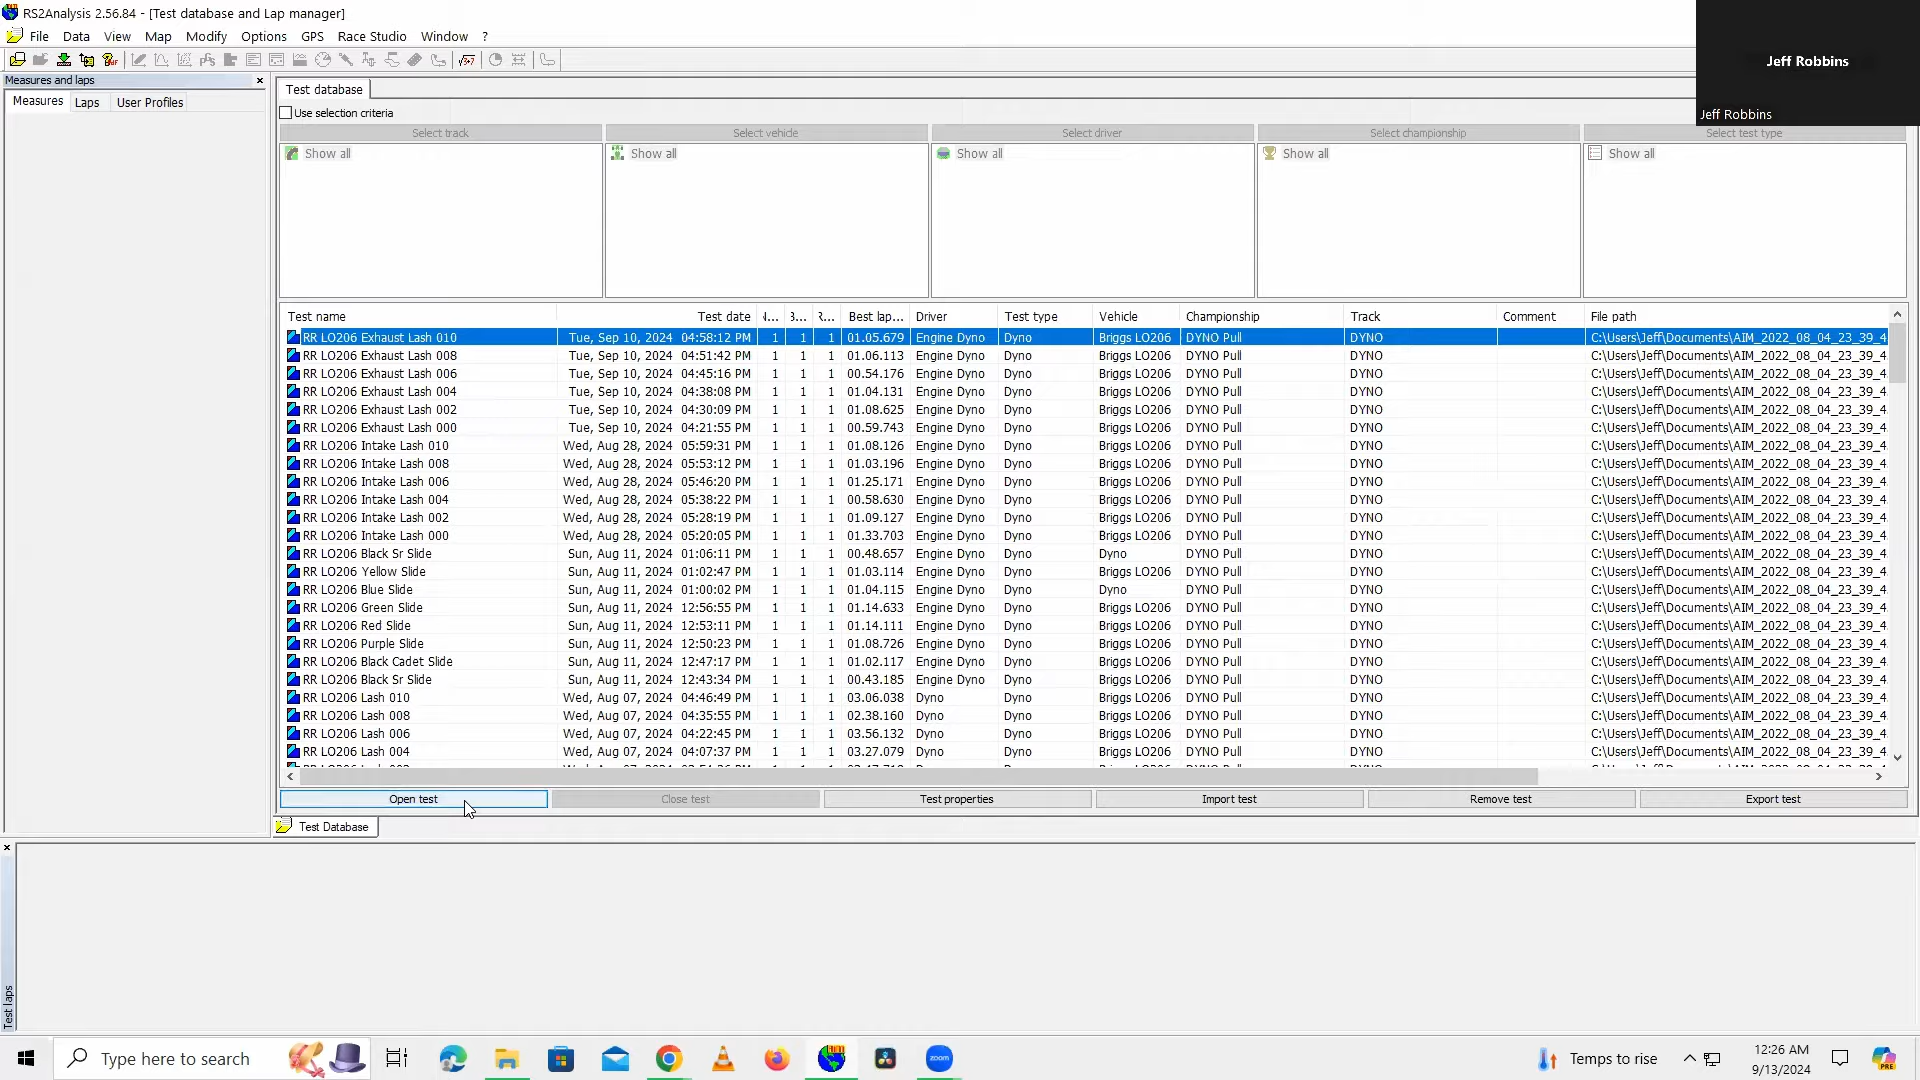 RS2Analysis 2.56.84 - [Test database and Lap manager]
File Data View Map Modify Options GPS Race Studio Window ?
Jeff Robbins
Jeff Robbins
Measures and laps
Measures Laps User Profiles
Test database
Use selection criteria
Select track Select vehicle Select driver Select championship Select test type
Show all Show all Show all Show all Show all
Test name Test date Best lap... Driver Test type Vehicle Championship Track Comment File path
RR LO206 Exhaust Lash 010 Tue, Sep 10, 2024 04:58:12 PM 1 1 1 01.05.679 Engine Dyno Dyno Briggs LO206 DYNO Pull DYNO C:\Users\Jeff\Documents\AIM_2022_08_04_23_39_4
RR LO206 Exhaust Lash 008 Tue, Sep 10, 2024 04:51:42 PM 1 1 1 01.06.113 Engine Dyno Dyno Briggs LO206 DYNO Pull DYNO C:\Users\Jeff\Documents\AIM_2022_08_04_23_39_4
RR LO206 Exhaust Lash 006 Tue, Sep 10, 2024 04:45:16 PM 1 1 1 00.54.176 Engine Dyno Dyno Briggs LO206 DYNO Pull DYNO C:\Users\Jeff\Documents\AIM_2022_08_04_23_39_4
RR LO206 Exhaust Lash 004 Tue, Sep 10, 2024 04:38:08 PM 1 1 1 01.04.131 Engine Dyno Dyno Briggs LO206 DYNO Pull DYNO C:\Users\Jeff\Documents\AIM_2022_08_04_23_39_4
RR LO206 Exhaust Lash 002 Tue, Sep 10, 2024 04:30:09 PM 1 1 1 01.08.625 Engine Dyno Dyno Briggs LO206 DYNO Pull DYNO C:\Users\Jeff\Documents\AIM_2022_08_04_23_39_4
RR LO206 Exhaust Lash 000 Tue, Sep 10, 2024 04:21:55 PM 1 1 1 00.59.743 Engine Dyno Dyno Briggs LO206 DYNO Pull DYNO C:\Users\Jeff\Documents\AIM_2022_08_04_23_39_4
RR LO206 Intake Lash 010 Wed, Aug 28, 2024 05:59:31 PM 1 1 1 01.08.126 Engine Dyno Dyno Briggs LO206 DYNO Pull DYNO C:\Users\Jeff\Documents\AIM_2022_08_04_23_39_4
RR LO206 Intake Lash 008 Wed, Aug 28, 2024 05:53:12 PM 1 1 1 01.03.196 Engine Dyno Dyno Briggs LO206 DYNO Pull DYNO C:\Users\Jeff\Documents\AIM_2022_08_04_23_39_4
RR LO206 Intake Lash 006 Wed, Aug 28, 2024 05:46:20 PM 1 1 1 01.25.171 Engine Dyno Dyno Briggs LO206 DYNO Pull DYNO C:\Users\Jeff\Documents\AIM_2022_08_04_23_39_4
RR LO206 Intake Lash 004 Wed, Aug 28, 2024 05:38:22 PM 1 1 1 00.58.630 Engine Dyno Dyno Briggs LO206 DYNO Pull DYNO C:\Users\Jeff\Documents\AIM_2022_08_04_23_39_4
RR LO206 Intake Lash 002 Wed, Aug 28, 2024 05:28:19 PM 1 1 1 01.09.127 Engine Dyno Dyno Briggs LO206 DYNO Pull DYNO C:\Users\Jeff\Documents\AIM_2022_08_04_23_39_4
RR LO206 Intake Lash 000 Wed, Aug 28, 2024 05:20:05 PM 1 1 1 01.33.703 Engine Dyno Dyno Briggs LO206 DYNO Pull DYNO C:\Users\Jeff\Documents\AIM_2022_08_04_23_39_4
RR LO206 Black Sr Slide Sun, Aug 11, 2024 01:06:11 PM 1 1 1 00.48.657 Engine Dyno Dyno Dyno DYNO Pull DYNO C:\Users\Jeff\Documents\AIM_2022_08_04_23_39_4
RR LO206 Yellow Slide Sun, Aug 11, 2024 01:02:47 PM 1 1 1 01.03.114 Engine Dyno Dyno Briggs LO206 DYNO Pull DYNO C:\Users\Jeff\Documents\AIM_2022_08_04_23_39_4
RR LO206 Blue Slide Sun, Aug 11, 2024 01:00:02 PM 1 1 1 01.04.115 Engine Dyno Dyno Dyno DYNO Pull DYNO C:\Users\Jeff\Documents\AIM_2022_08_04_23_39_4
RR LO206 Green Slide Sun, Aug 11, 2024 12:56:55 PM 1 1 1 01.14.633 Engine Dyno Dyno Briggs LO206 DYNO Pull DYNO C:\Users\Jeff\Documents\AIM_2022_08_04_23_39_4
RR LO206 Red Slide Sun, Aug 11, 2024 12:53:11 PM 1 1 1 01.14.111 Engine Dyno Dyno Briggs LO206 DYNO Pull DYNO C:\Users\Jeff\Documents\AIM_2022_08_04_23_39_4
RR LO206 Purple Slide Sun, Aug 11, 2024 12:50:23 PM 1 1 1 01.08.726 Engine Dyno Dyno Briggs LO206 DYNO Pull DYNO C:\Users\Jeff\Documents\AIM_2022_08_04_23_39_4
RR LO206 Black Cadet Slide Sun, Aug 11, 2024 12:47:17 PM 1 1 1 01.02.117 Engine Dyno Dyno Briggs LO206 DYNO Pull DYNO C:\Users\Jeff\Documents\AIM_2022_08_04_23_39_4
RR LO206 Black Sr Slide Sun, Aug 11, 2024 12:43:34 PM 1 1 1 00.43.185 Engine Dyno Dyno Briggs LO206 DYNO Pull DYNO C:\Users\Jeff\Documents\AIM_2022_08_04_23_39_4
RR LO206 Lash 010 Wed, Aug 07, 2024 04:46:49 PM 1 1 1 03.06.038 Dyno Dyno Briggs LO206 DYNO Pull DYNO C:\Users\Jeff\Documents\AIM_2022_08_04_23_39_4
RR LO206 Lash 008 Wed, Aug 07, 2024 04:35:55 PM 1 1 1 02.38.160 Dyno Dyno Briggs LO206 DYNO Pull DYNO C:\Users\Jeff\Documents\AIM_2022_08_04_23_39_4
RR LO206 Lash 006 Wed, Aug 07, 2024 04:22:45 PM 1 1 1 03.56.132 Dyno Dyno Briggs LO206 DYNO Pull DYNO C:\Users\Jeff\Documents\AIM_2022_08_04_23_39_4
RR LO206 Lash 004 Wed, Aug 07, 2024 04:07:37 PM 1 1 1 03.27.079 Dyno Dyno Briggs LO206 DYNO Pull DYNO C:\Users\Jeff\Documents\AIM_2022_08_04_23_39_4
Open test Close test Test properties Import test Remove test Export test
Test Database
Test laps
Type here to search
zoom
Temps to rise
12:26 AM
9/13/2024
PRE